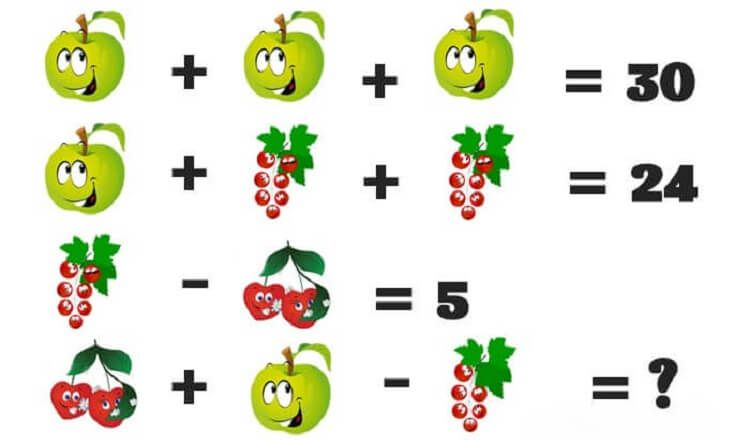 + + = 30
+ + = 24
- = 5
+ - = ?